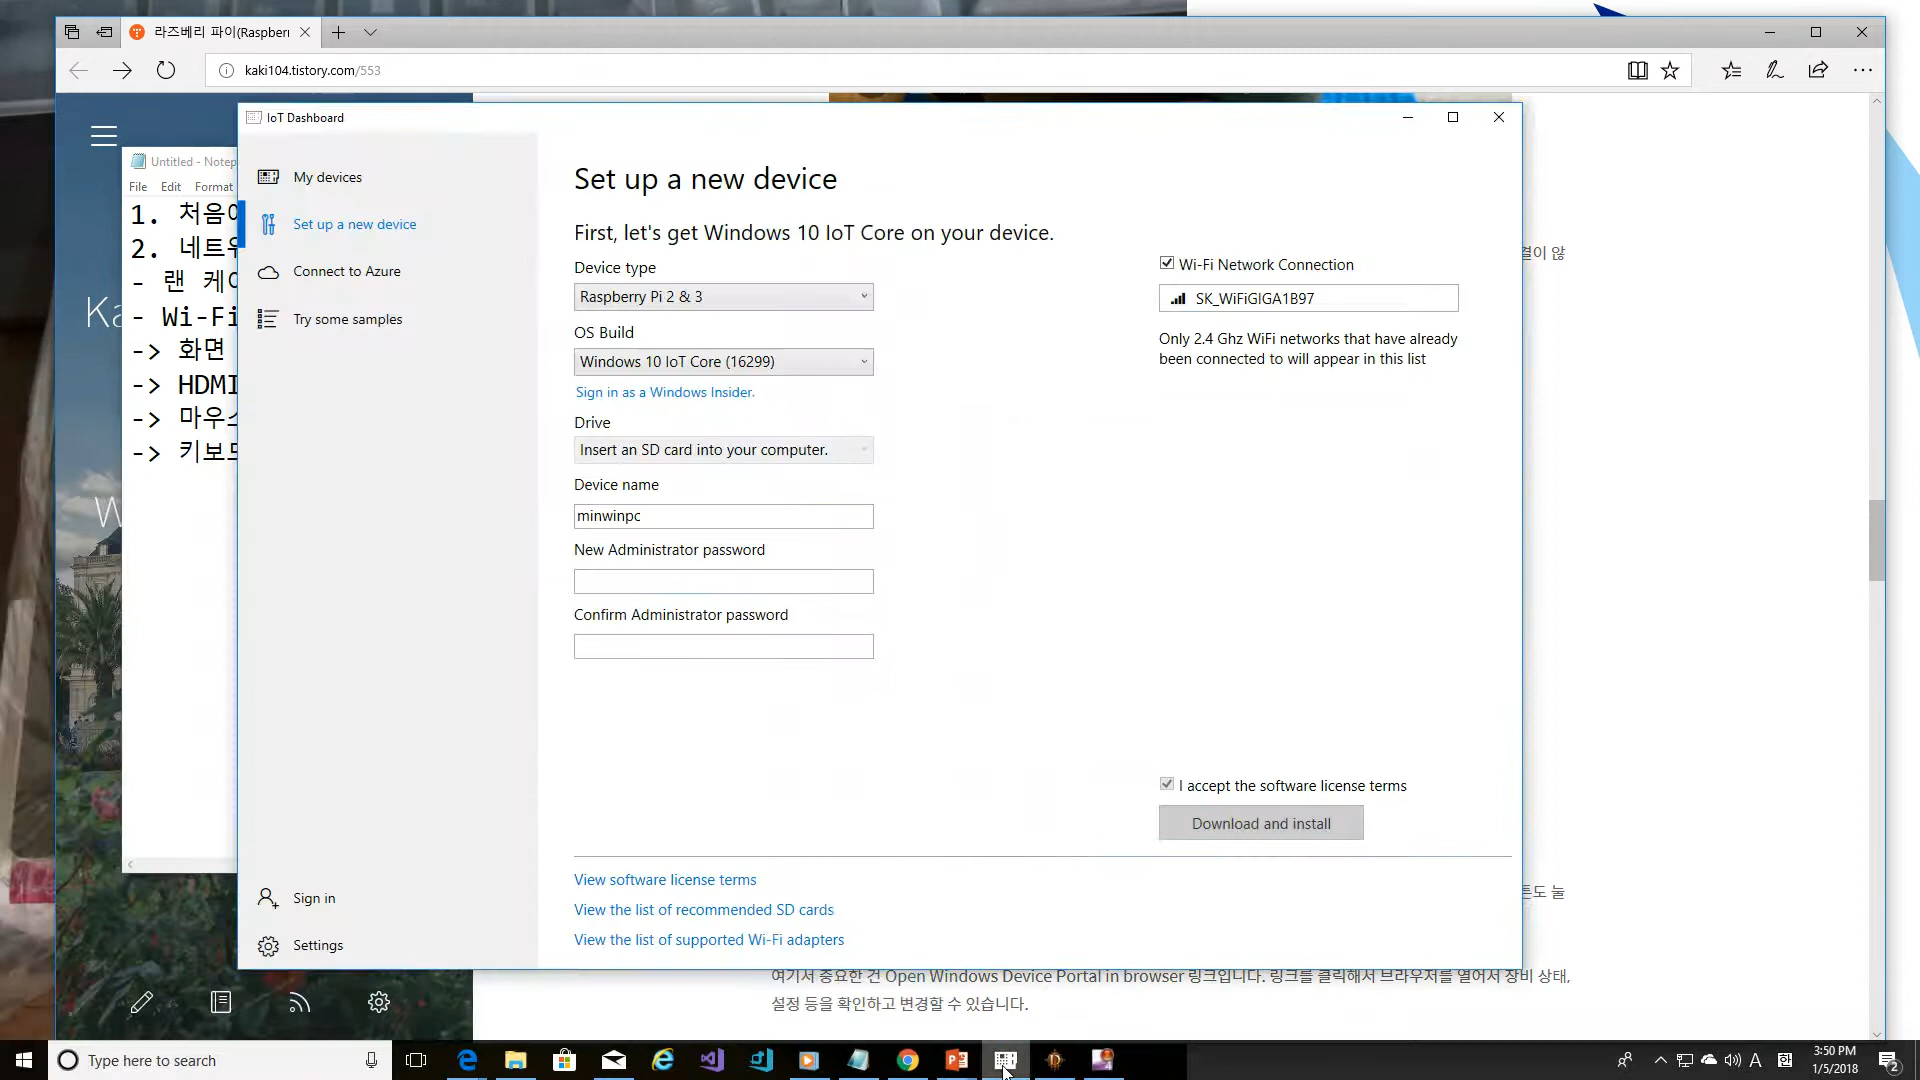 라즈베리 파이(Raspberr
kaki104.tistory.com/553
IoT Dashboard
Untitled - Notep
File Edit Format
1.
2.
-
- Wi-Fi
-> 화면
-> HDMI
->
->
My devices
Set up a new device
Connect to Azure
Try some samples
Sign in
Settings
Set up a new device
First, let's get Windows 10 IoT Core on your device.
Device type
Raspberry Pi 2 & 3
OS Build
Windows 10 IoT Core (16299)
Sign in as a Windows Insider.
Drive
Insert an SD card into your computer.
Device name
minwinpc
New Administrator password
Confirm Administrator password
Wi-Fi Network Connection
SK_WiFiGIGA1B97
Only 2.4 Ghz WiFi networks that have already
been connected to will appear in this list
I accept the software license terms
Download and install
View software license terms
View the list of recommended SD cards
View the list of supported Wi-Fi adapters
결이 않
튼도 눌
여기서 중요한 건 Open Windows Device Portal in browser 링크입니다. 링크를 클릭해서 브라우저를 열어서 장비 상태,
설정 등을 확인하고 변경할 수 있습니다.
Type here to search
A
3:50 PM
1/5/2018
2